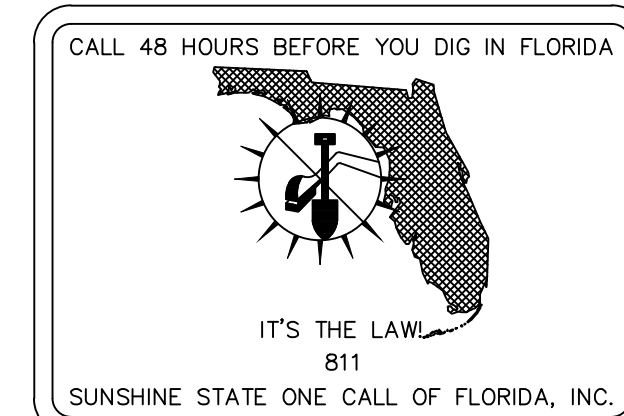 CALL 48 HOURS BEFORE YOU DIG IN FLORIDA
IT'S THE LAW!
811
SUNSHINE STATE ONE CALL OF FLORIDA, INC.